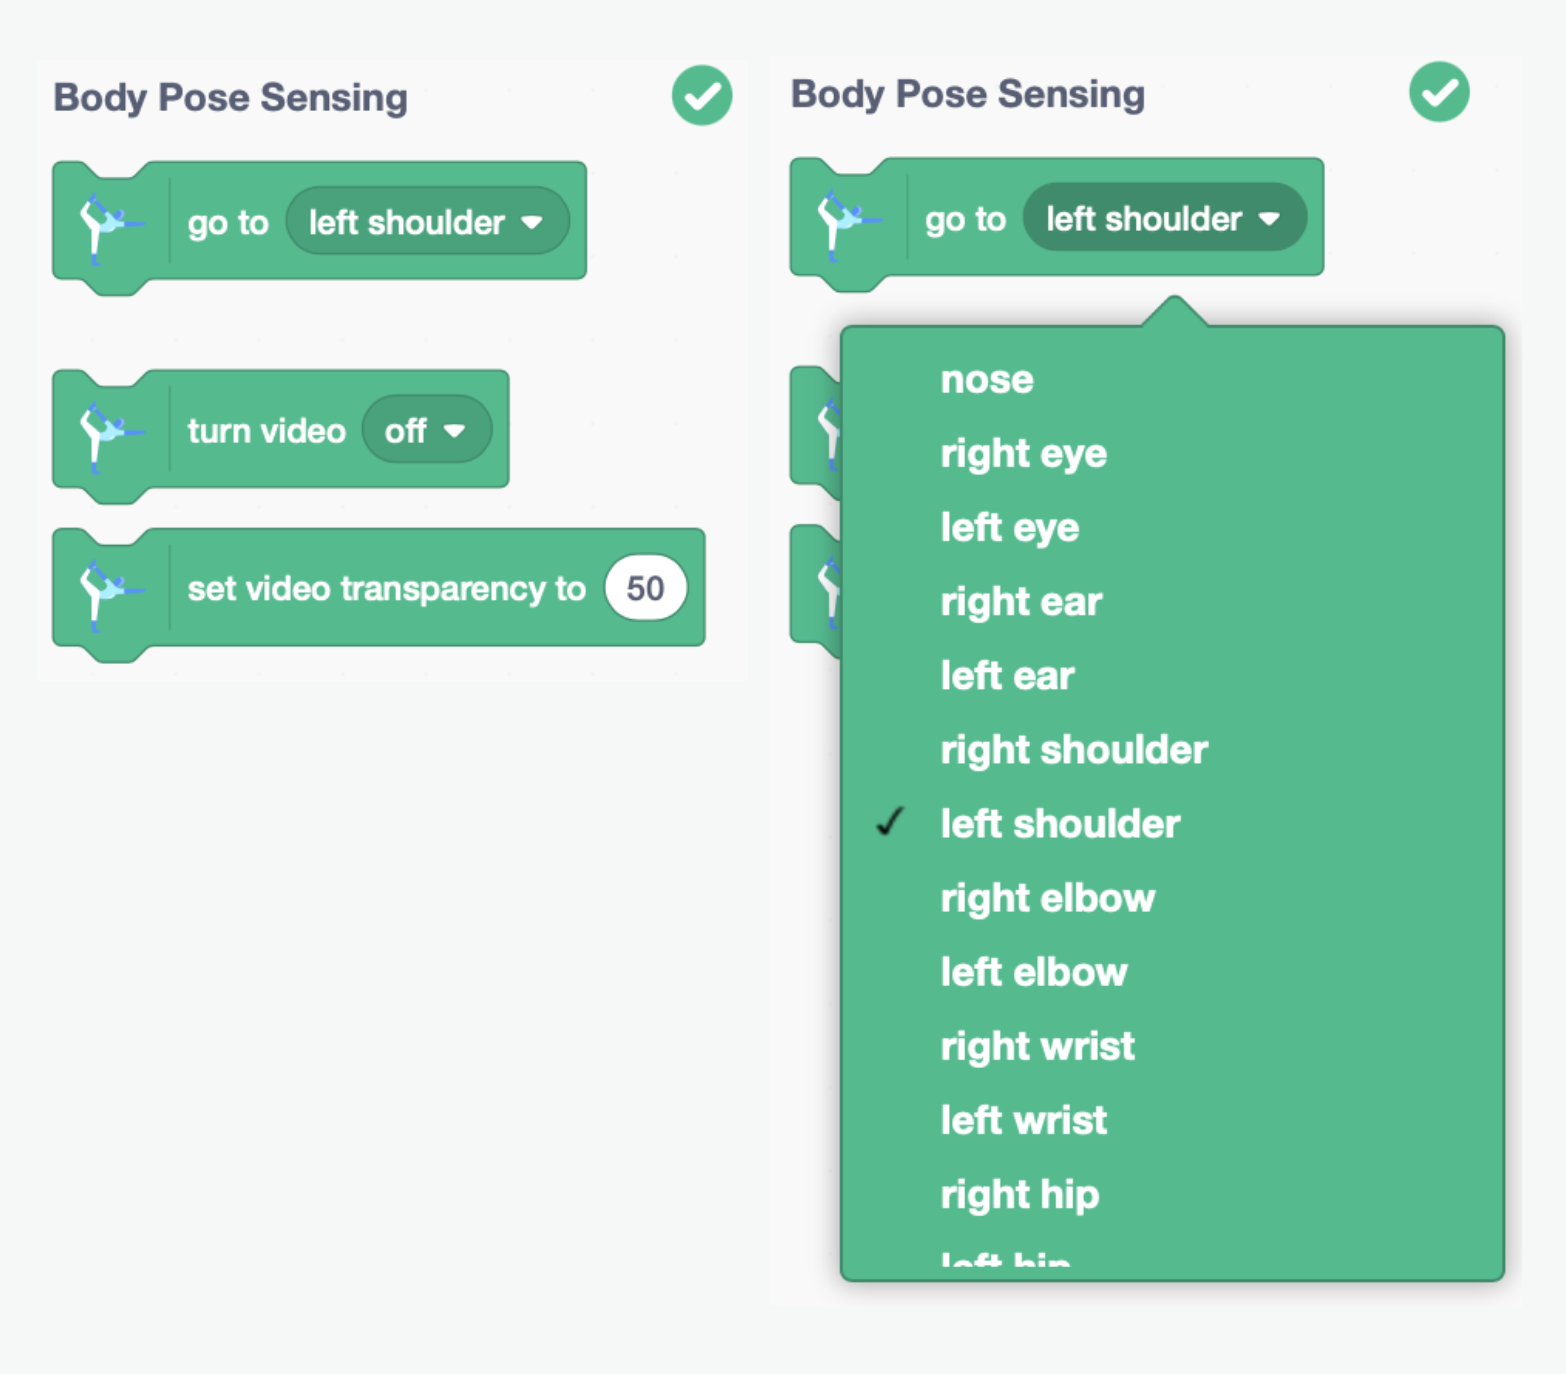 Body Pose Sensing
go to left shoulder
turn video off
set video transparency to 50
Body Pose Sensing
go to left shoulder
nose
right eye
left eye
right ear
left ear
right shoulder
left shoulder
right elbow
left elbow
right wrist
left wrist
right hip
left hip